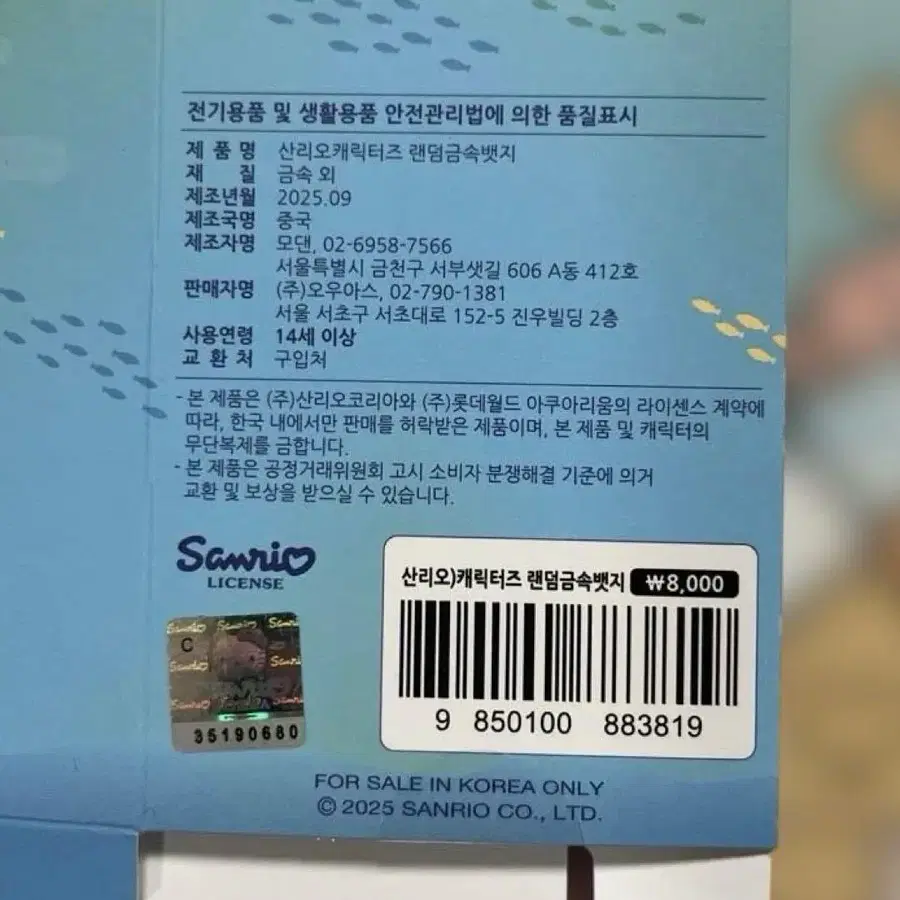 전기용품 및 생활용품 안전관리법에 의한 품질표시
제 품 명 산리오캐릭터즈 랜덤금속뱃지
재 질 금속 외
제조년월 2025.09
제조국명 중국
제조자명 모댄, 02-6958-7566
서울특별시 금천구 서부샛길 606 A동 412호
판매자명 (주)오우아스, 02-790-1381
서울 서초구 서초대로 152-5 진우빌딩 2층
사용연령 14세 이상
교 환 처 구입처
- 본 제품은 (주)산리오코리아와 (주)롯데월드 아쿠아리움의 라이센스 계약에
따라, 한국 내에서만 판매를 허락받은 제품이며, 본 제품 및 캐릭터의
무단복제를 금합니다.
- 본 제품은 공정거래위원회 고시 소비자 분쟁해결 기준에 의거
교환 및 보상을 받으실 수 있습니다.
Sanrio
LICENSE
산리오)캐릭터즈 랜덤금속뱃지 ₩8,000
9 850100 883819
Sanrio Sanrio Sanrio
C
Sanrio Sanrio
Sanrio Sanrio
35190680
FOR SALE IN KOREA ONLY
© 2025 SANRIO CO., LTD.